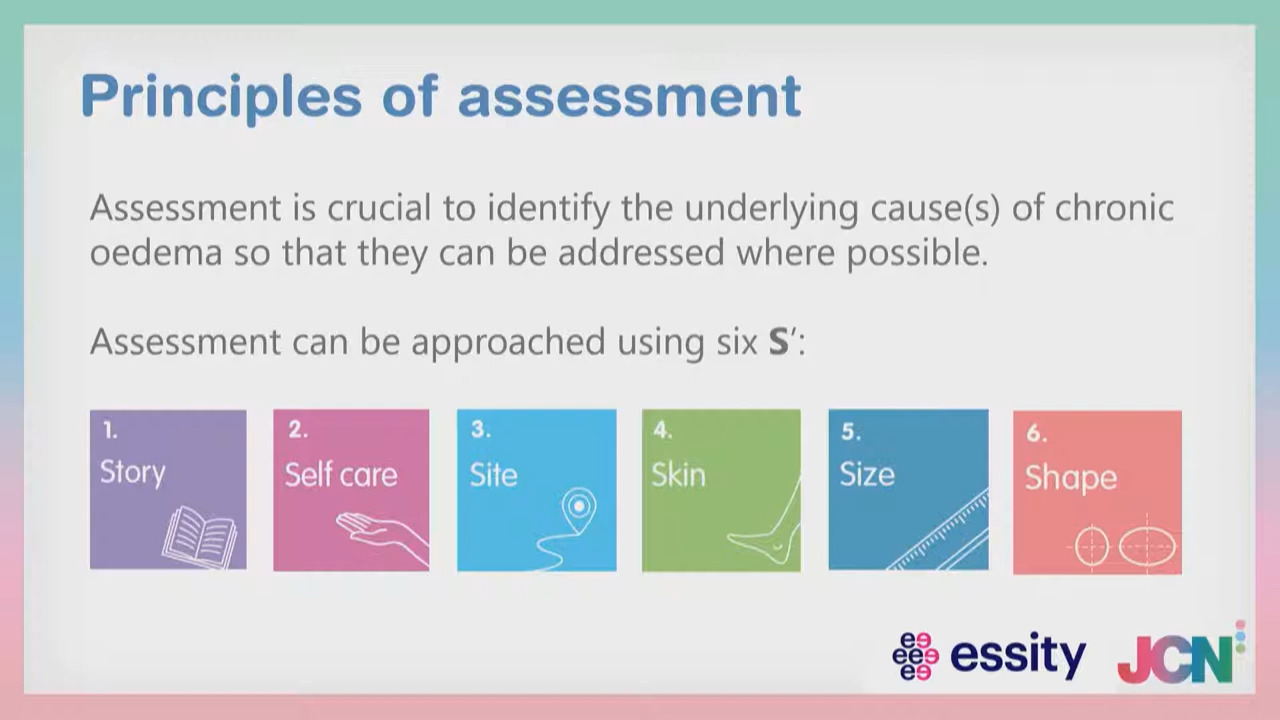 Principles of assessment
Assessment is crucial to identify the underlying cause(s) of chronic
oedema so that they can be addressed where possible.
Assessment can be approached using six S’:
1.
Story
2.
Self care
3.
Site
4.
Skin
5.
Size
6.
Shape
essity
JCN